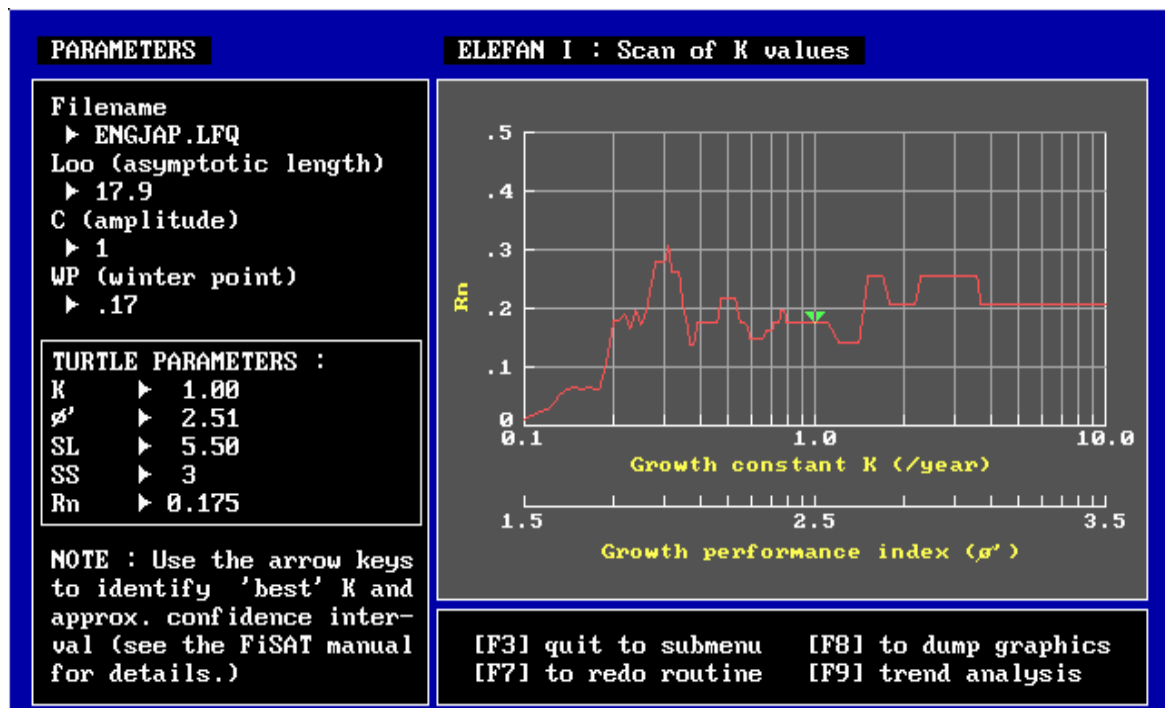 PARAMETERS
Filename
ENGJAP.LFQ
Loo (asymptotic length)
17.9
C (amplitude)
1
WP (winter point)
.17
TURTLE PARAMETERS :
K 1.00
ø' 2.51
SL 5.50
SS 3
Rn 0.175
NOTE : Use the arrow keys
to identify 'best' K and
approx. confidence inter-
val (see the FiSAT manual
for details.)
ELEFAN I : Scan of K values
.5
.4
.3
.2
.1
0
Rn
0.1 1.0 10.0
Growth constant K (/year)
1.5 2.5 3.5
Growth performance index (ø')
[F3] quit to submenu [F8] to dump graphics
[F7] to redo routine [F9] trend analysis